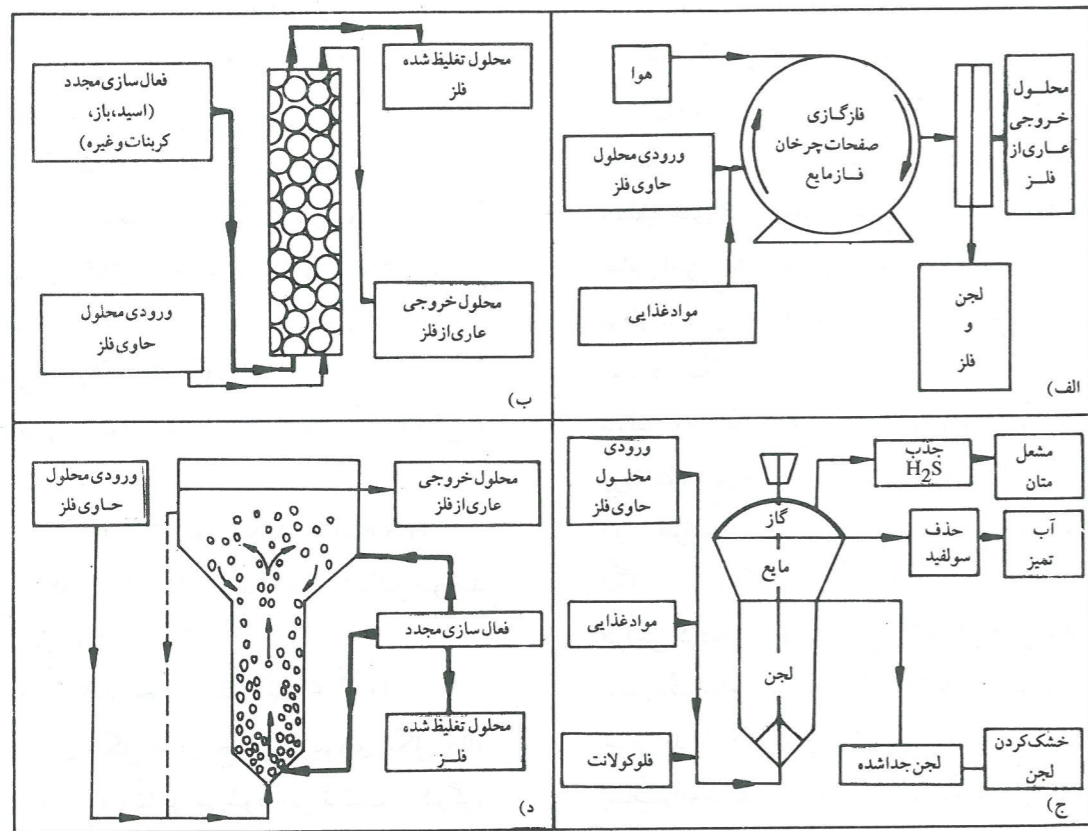 هوا
فازگازی
صفحات چرخان
فاز مایع
ورودی محلول
حاوی فلز
مواد غذایی
محلول
خروجی
عاری از
فلز
لجن
و
فلز
الف)
محلول تغلیظ شده
فلز
فعال سازی مجدد
(اسید، باز،
کربنات و غیره)
ورودی محلول
حاوی فلز
محلول خروجی
عاری از فلز
ب)
ورودی
محلول
حاوی فلز
مواد غذایی
فلوکولانت
گاز
مایع
لجن
جذب
H₂S
مشعل
متان
حذف
سولفید
آب
تمیز
لجن جدا شده
خشک کردن
لجن
ج)
ورودی محلول
حاوی فلز
محلول خروجی
عاری از فلز
فعال سازی مجدد
محلول تغلیظ شده
فلز
د)